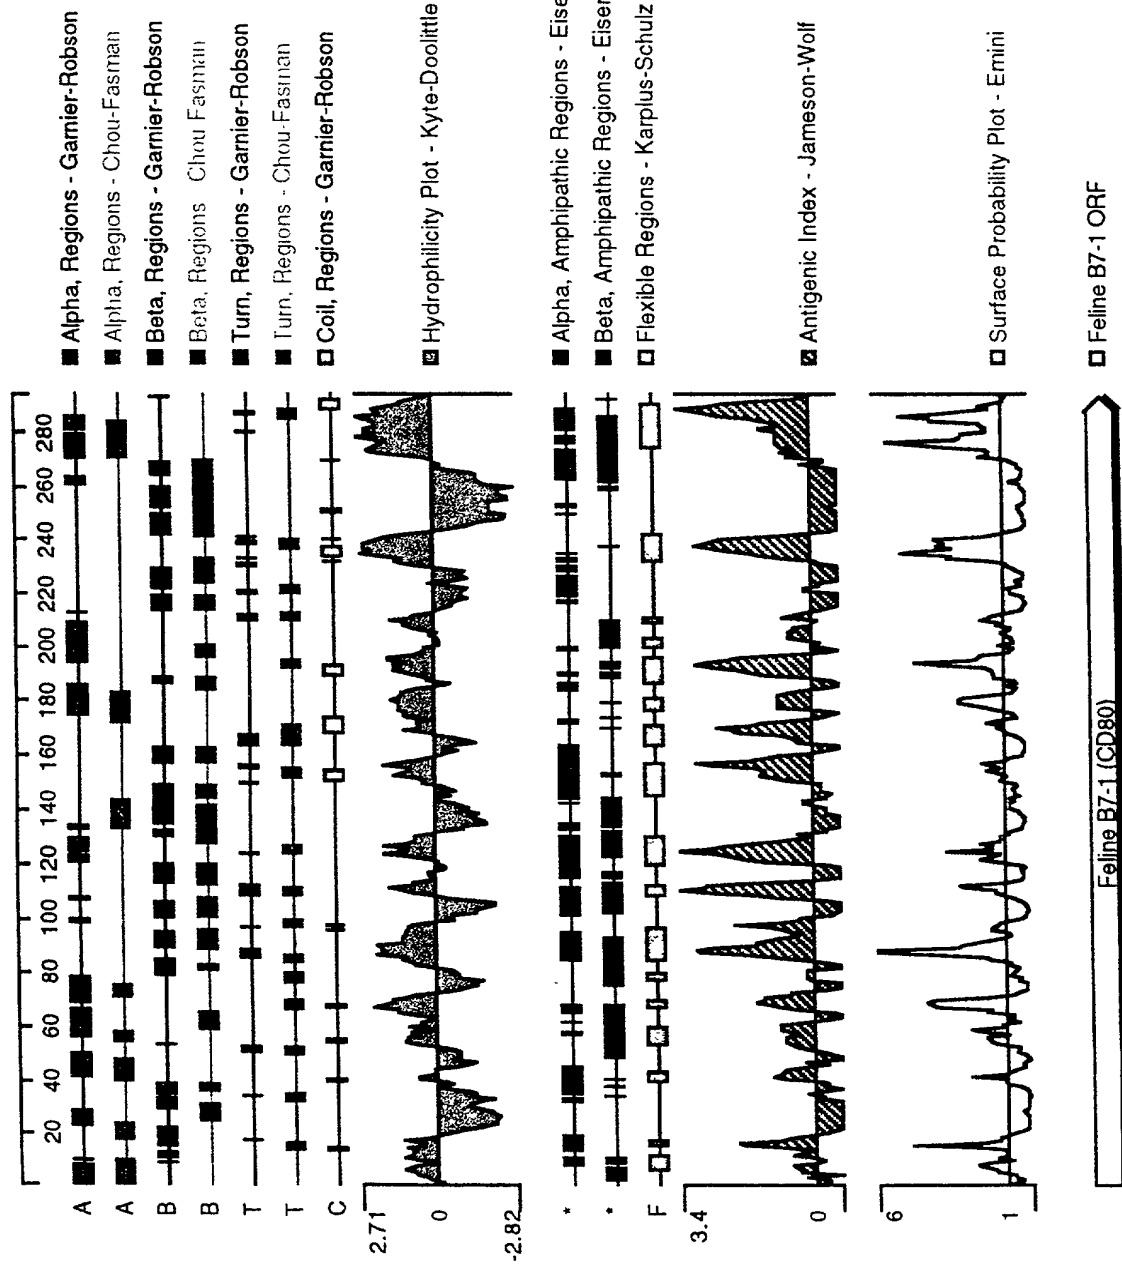 20 40 60 80 100 120 140 160 180 200 220 240 260 280
A ■ Alpha, Regions - Garnier-Robson
A ■ Alpha, Regions - Chou-Fasman
B ■ Beta, Regions - Garnier-Robson
B ■ Beta, Regions Chou Fasman
T ■ Turn, Regions - Garnier-Robson
T ■ Turn, Regions - Chou-Fasman
C □ Coil, Regions - Garnier-Robson
2.71
0 Hydrophilicity Plot - Kyte-Doolittle
-2.82
* ■ Alpha, Amphipathic Regions - Eise
* ■ Beta, Amphipathic Regions - Eiser
F □ Flexible Regions - Karplus-Schulz
3.4
0 Antigenic Index - Jameson-Wolf
6
1 □ Surface Probability Plot - Emini
Feline B7-1 (CD80) □ Feline B7-1 ORF